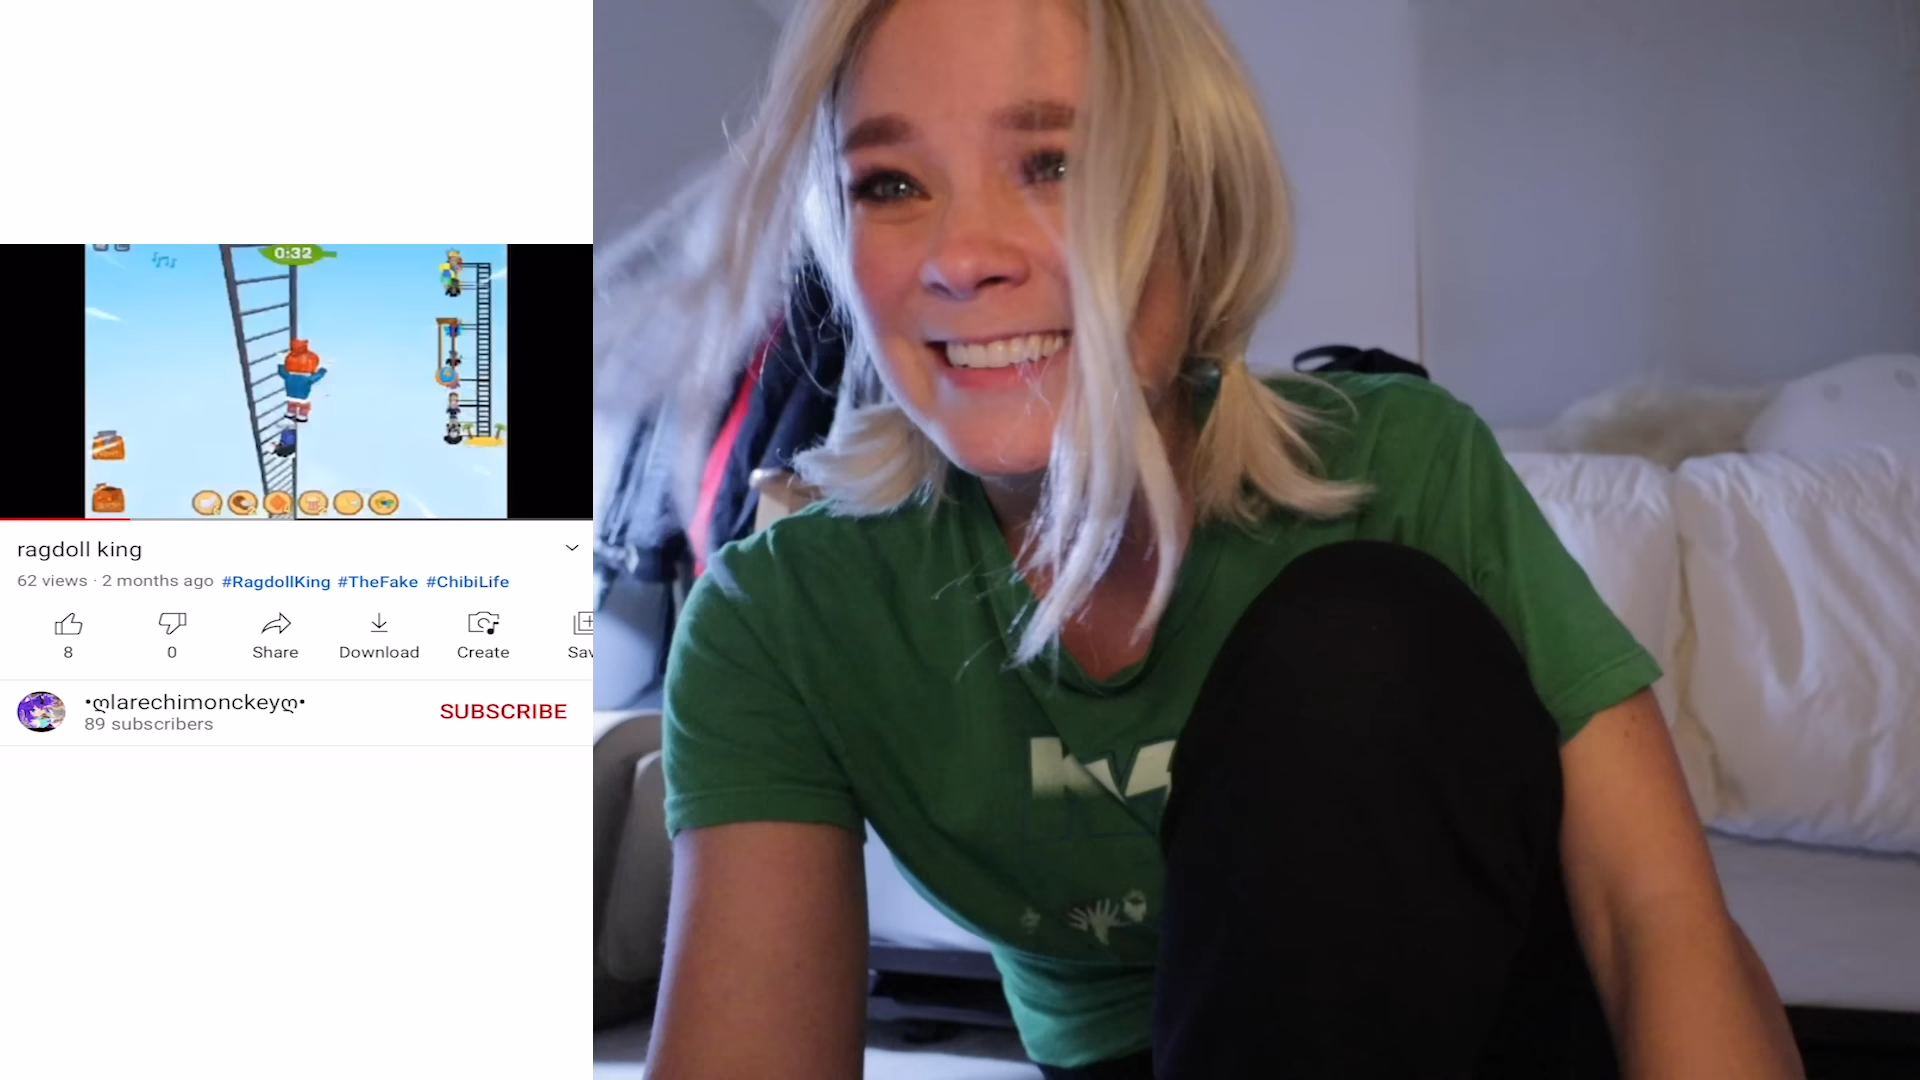 0:32
ragdoll king
62 views · 2 months ago #RagdollKing #TheFake #ChibiLife
8
0
Share
Download
Create
Sav
•ღlarechimonckeyღ•
89 subscribers
SUBSCRIBE